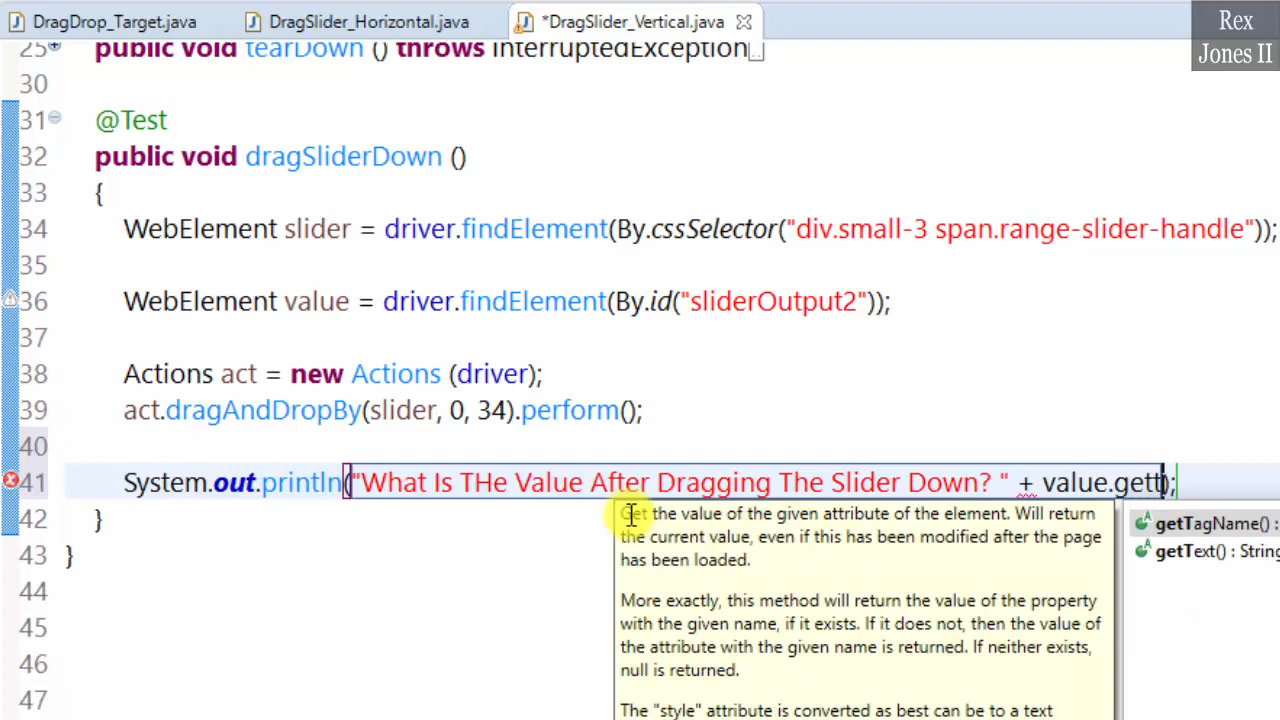 DragDrop_Target.java DragSlider_Horizontal.java *DragSlider_Vertical.java
Rex
Jones II
25 public void tearDown () throws InterruptedException
30
31 @Test
32 public void dragSliderDown ()
33 {
34 WebElement slider = driver.findElement(By.cssSelector("div.small-3 span.range-slider-handle"));
35
36 WebElement value = driver.findElement(By.id("sliderOutput2"));
37
38 Actions act = new Actions (driver);
39 act.dragAndDropBy(slider, 0, 34).perform();
40
41 System.out.println("What Is THe Value After Dragging The Slider Down? " + value.gett);
42 }
43 }
44
45
46
47
Get the value of the given attribute of the element. Will return
the current value, even if this has been modified after the page
has been loaded.
More exactly, this method will return the value of the property
with the given name, if it exists. If it does not, then the value of
the attribute with the given name is returned. If neither exists,
null is returned.
The "style" attribute is converted as best can be to a text
getTagName() :
getText() : String